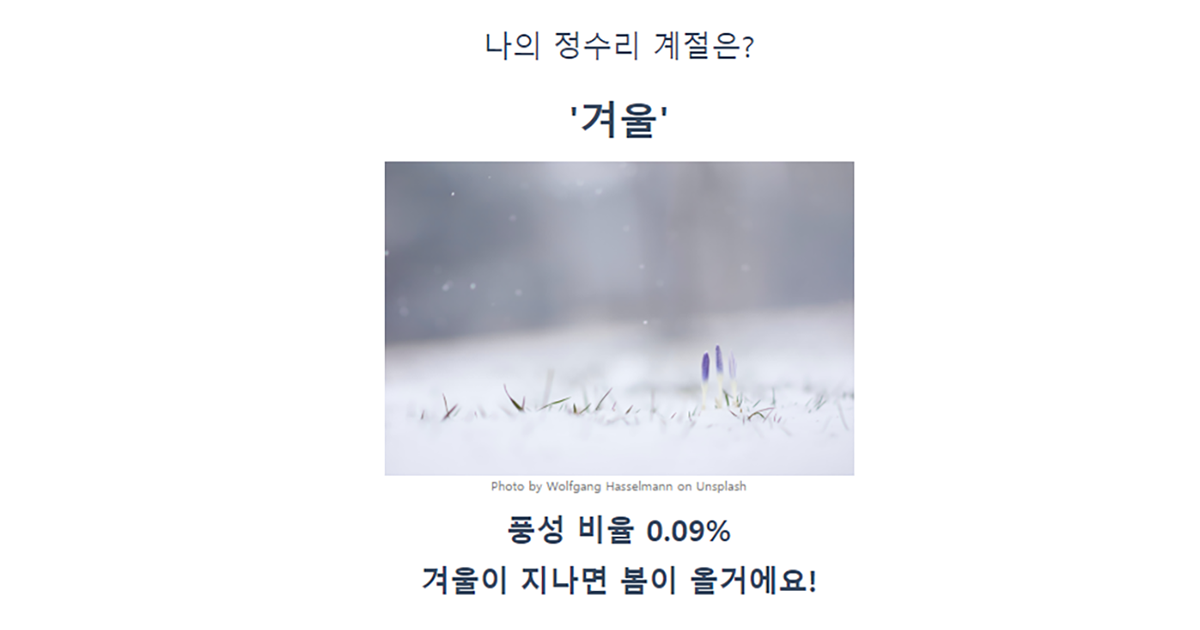 나의 정수리 계절은?
'겨울'
Photo by Wolfgang Hasselmann on Unsplash
풍성 비율 0.09%
겨울이 지나면 봄이 올거에요!